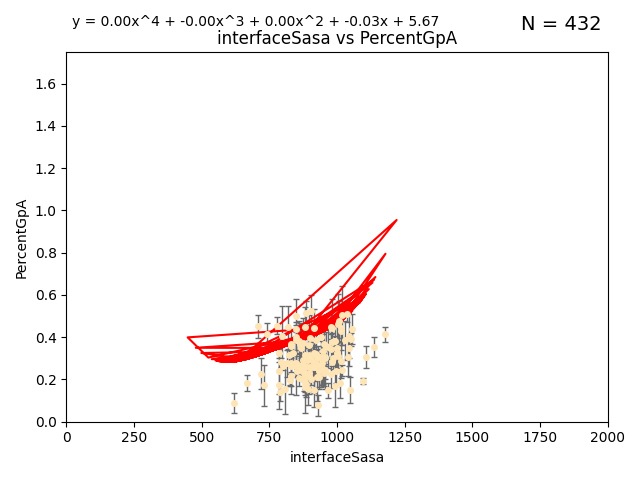 y = 0.00x^4 + -0.00x^3 + 0.00x^2 + -0.03x + 5.67
N = 432
interfaceSasa vs PercentGpA
PercentGpA
1.6
1.4
1.2
1.0
0.8
0.6
0.4
0.2
0.0
0 250 500 750 1000 1250 1500 1750 2000
interfaceSasa